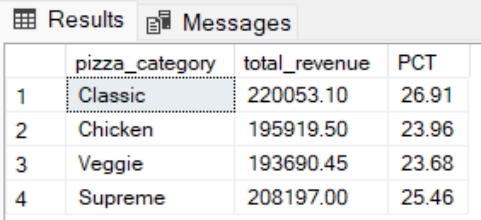 Results Messages
pizza_category total_revenue PCT
1 Classic 220053.10 26.91
2 Chicken 195919.50 23.96
3 Veggie 193690.45 23.68
4 Supreme 208197.00 25.46